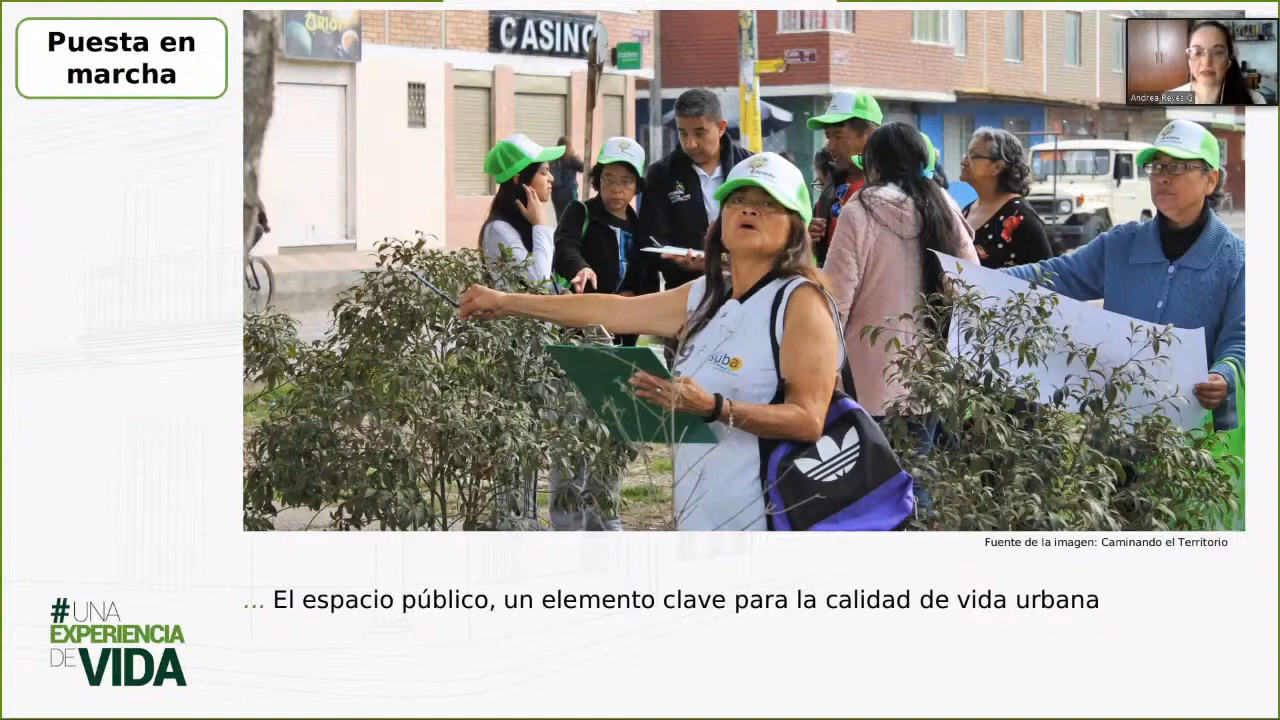 Puesta en
marcha
CASINO
Andrea Reyes G
suba
Fuente de la imagen: Caminando el Territorio
... El espacio público, un elemento clave para la calidad de vida urbana
#UNA
EXPERIENCIA
DE VIDA